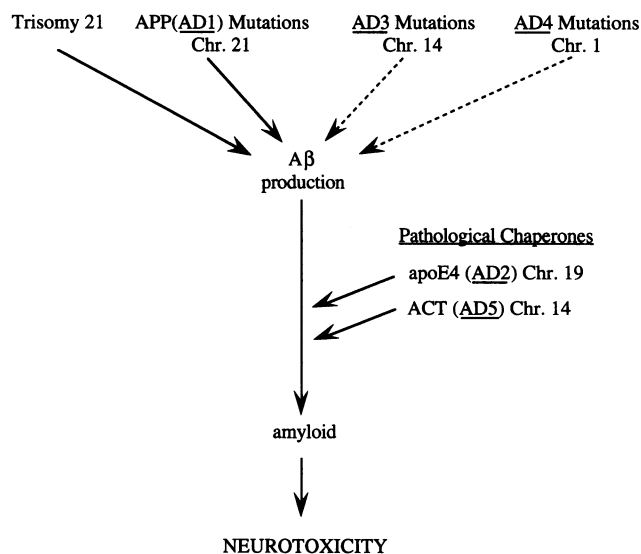 Trisomy 21
APP(AD1) Mutations
Chr. 21
AD3 Mutations
Chr. 14
AD4 Mutations
Chr. 1
Aβ
production
Pathological Chaperones
apoE4 (AD2) Chr. 19
ACT (AD5) Chr. 14
amyloid
NEUROTOXICITY